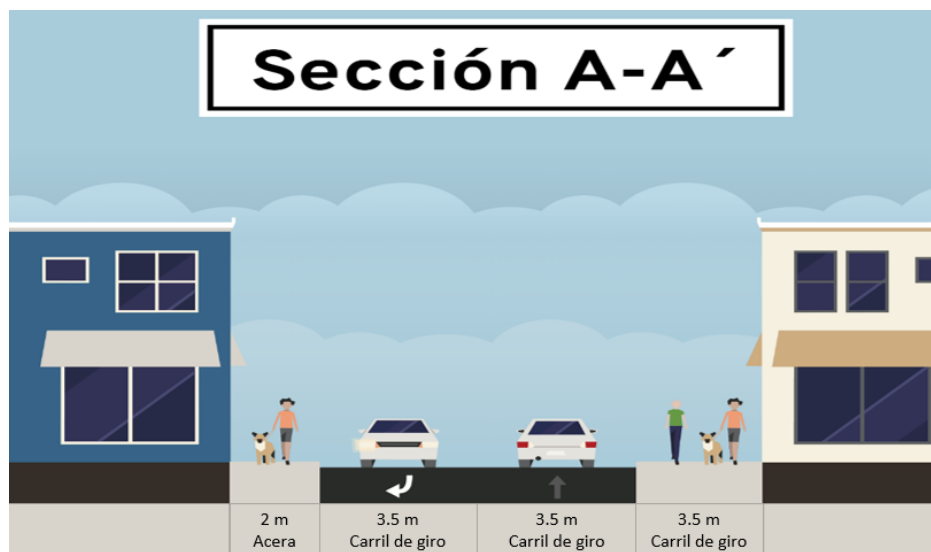 Sección A-A´
2 m
Acera
3.5 m
Carril de giro
3.5 m
Carril de giro
3.5 m
Carril de giro